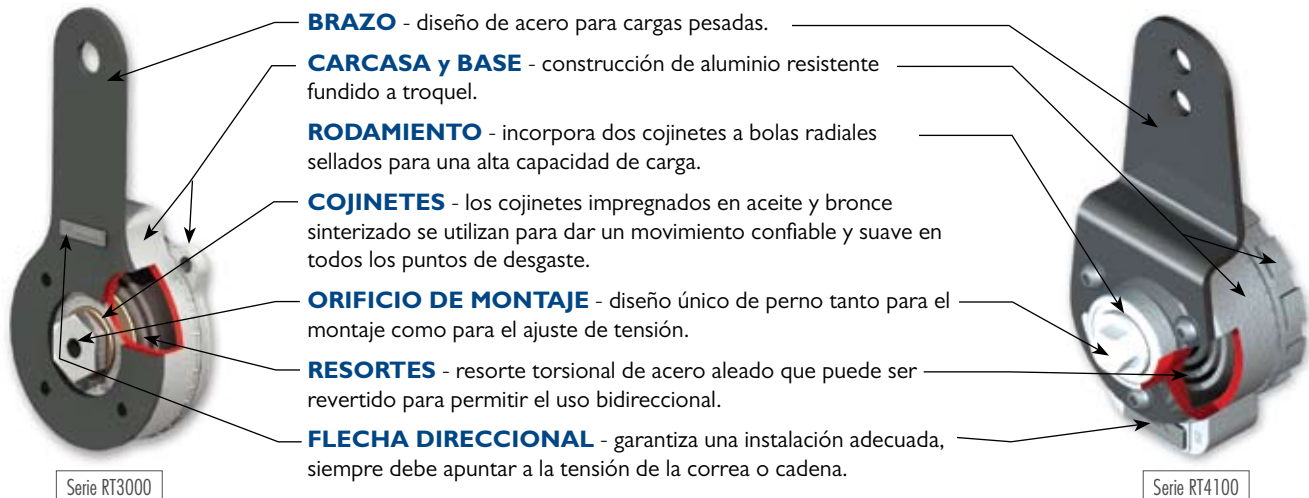 BRAZO - diseño de acero para cargas pesadas.
CARCASA y BASE - construcción de aluminio resistente
fundido a troquel.
RODAMIENTO - incorpora dos cojinetes a bolas radiales
sellados para una alta capacidad de carga.
COJINETES - los cojinetes impregnados en aceite y bronce
sinterizado se utilizan para dar un movimiento confiable y suave en
todos los puntos de desgaste.
ORIFICIO DE MONTAJE - diseño único de perno tanto para el
montaje como para el ajuste de tensión.
RESORTES - resorte torsional de acero aleado que puede ser
revertido para permitir el uso bidireccional.
FLECHA DIRECCIONAL - garantiza una instalación adecuada,
siempre debe apuntar a la tensión de la correa o cadena.
Serie RT3000
Serie RT4100